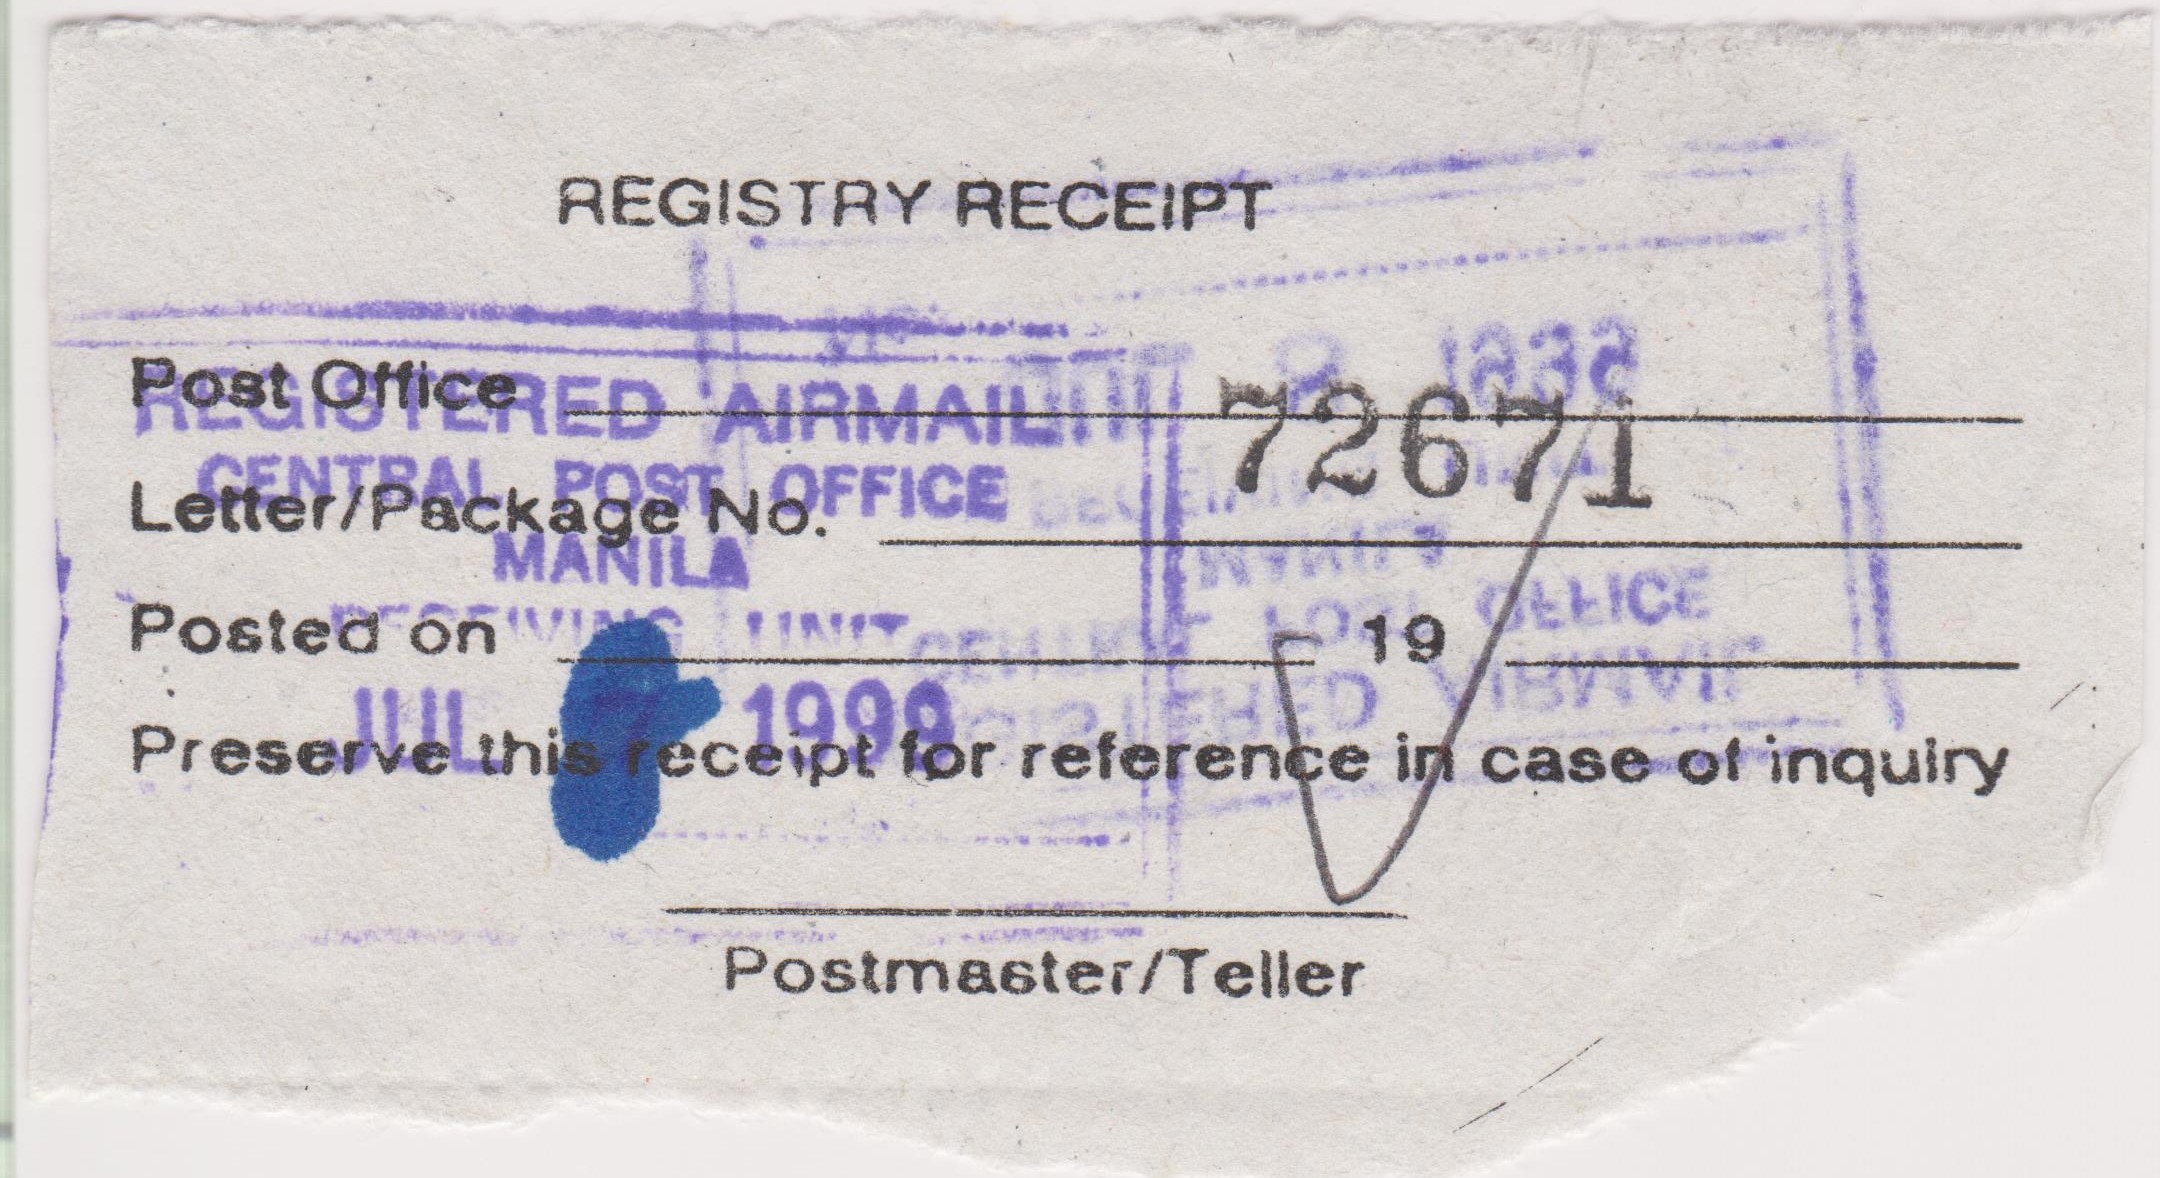 REGISTRY RECEIPT
Post Office
REGISTERED AIRMAIL
72671
CENTRAL POST OFFICE
Letter/Package No.
MANILA
Posted on 19
RECEIVING UNIT
JUL 1999
Preserve this receipt for reference in case of inquiry
Postmaster/Teller